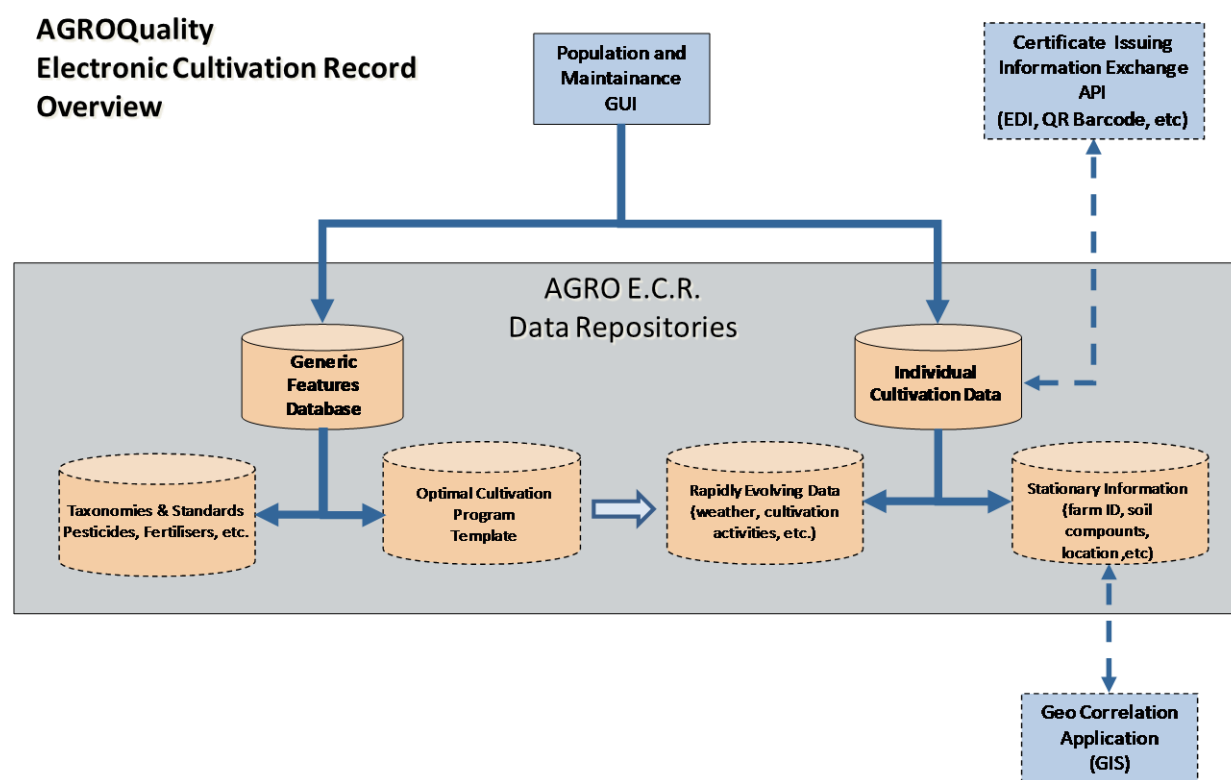 AGROQuality
Electronic Cultivation Record
Overview
Population and
Maintainance
GUI
Certificate Issuing
Information Exchange
API
(EDI, QR Barcode, etc)
AGRO E.C.R.
Data Repositories
Generic
Features
Database
Individual
Cultivation Data
Taxonomies & Standards
Pesticides, Fertilisers, etc.
Optimal Cultivation
Program
Template
Rapidly Evolving Data
(weather, cultivation
activities, etc.)
Stationary Information
(farm ID, soil
compounts,
location ,etc)
Geo Correlation
Application
(GIS)